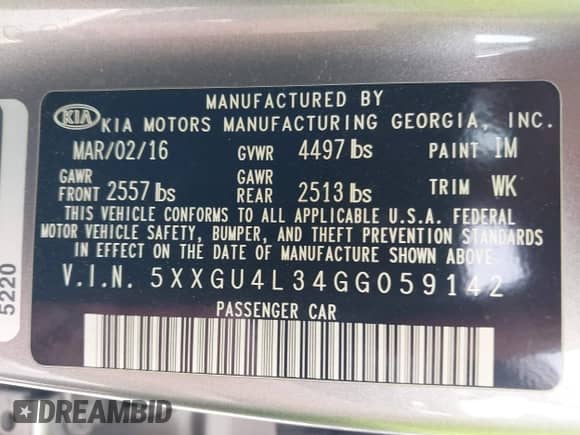 MANUFACTURED BY
KIA KIA MOTORS MANUFACTURING GEORGIA, INC.
MAR/02/16 GVWR 4497 lbs PAINT IM
GAWR FRONT 2557 lbs GAWR REAR 2513 lbs TRIM WK
THIS VEHICLE CONFORMS TO ALL APPLICABLE U.S.A. FEDERAL
MOTOR VEHICLE SAFETY, BUMPER, AND THEFT PREVENTION STANDARDS
IN EFFECT ON THE DATE OF MANUFACTURE SHOWN ABOVE.
V.I.N. 5XXGU4L34GG059142
PASSENGER CAR
5220
DREAMBID